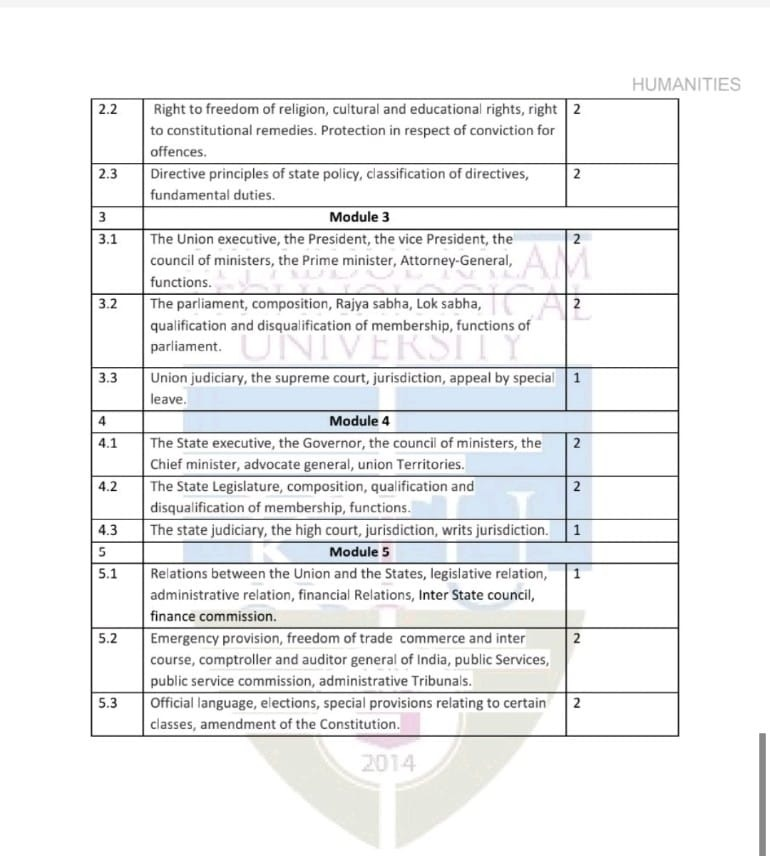 HUMANITIES
2.2 Right to freedom of religion, cultural and educational rights, right 2
to constitutional remedies. Protection in respect of conviction for
offences.
2.3 Directive principles of state policy, classification of directives, 2
fundamental duties.
3 Module 3
3.1 The Union executive, the President, the vice President, the 2
council of ministers, the Prime minister, Attorney-General,
functions.
3.2 The parliament, composition, Rajya sabha, Lok sabha, 2
qualification and disqualification of membership, functions of
parliament.
UNIVERSITY
3.3 Union judiciary, the supreme court, jurisdiction, appeal by special 1
leave.
4 Module 4
4.1 The State executive, the Governor, the council of ministers, the 2
Chief minister, advocate general, union Territories.
4.2 The State Legislature, composition, qualification and 2
disqualification of membership, functions.
4.3 The state judiciary, the high court, jurisdiction, writs jurisdiction. 1
5 Module 5
5.1 Relations between the Union and the States, legislative relation, 1
administrative relation, financial Relations, Inter State council,
finance commission.
5.2 Emergency provision, freedom of trade commerce and inter 2
course, comptroller and auditor general of India, public Services,
public service commission, administrative Tribunals.
5.3 Official language, elections, special provisions relating to certain 2
classes, amendment of the Constitution.
2014